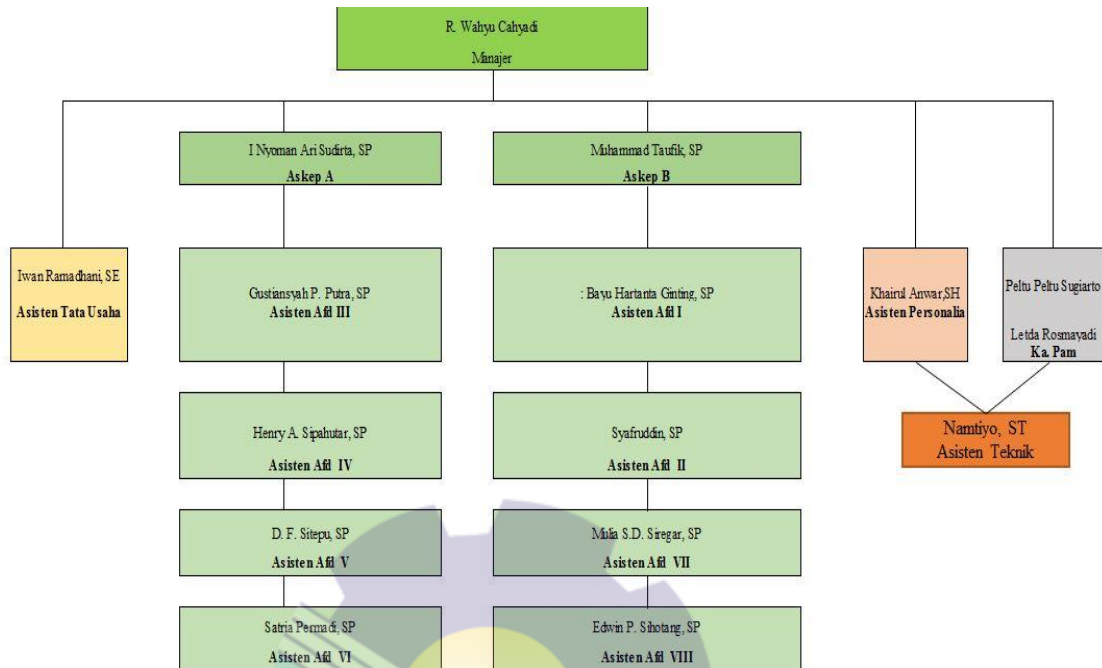 R. Wahyu Cahyadi
Manajer
I Nyoman Ari Sudirta, SP
Askep A
Muhammad Taufik, SP
Askep B
Iwan Ramadhani, SE
Asisten Tata Usaha
Gustiansyah P. Putra, SP
Asisten Afd III
: Bayu Hartanta Ginting, SP
Asisten Afd I
Khairul Anwar,SH
Asisten Personalia
Peltu Peltu Sugiarto
Letda Rosmayadi
Ka. Pam
Henry A. Sipahutar, SP
Asisten Afd IV
Syafruddin, SP
Asisten Afd II
Namtiyo, ST
Asisten Teknik
D. F. Sitepu, SP
Asisten Afd V
Mulia S.D. Siregar, SP
Asisten Afd VII
Satria Permadi, SP
Asisten Afd VI
Edwin P. Sihotang, SP
Asisten Afd VIII